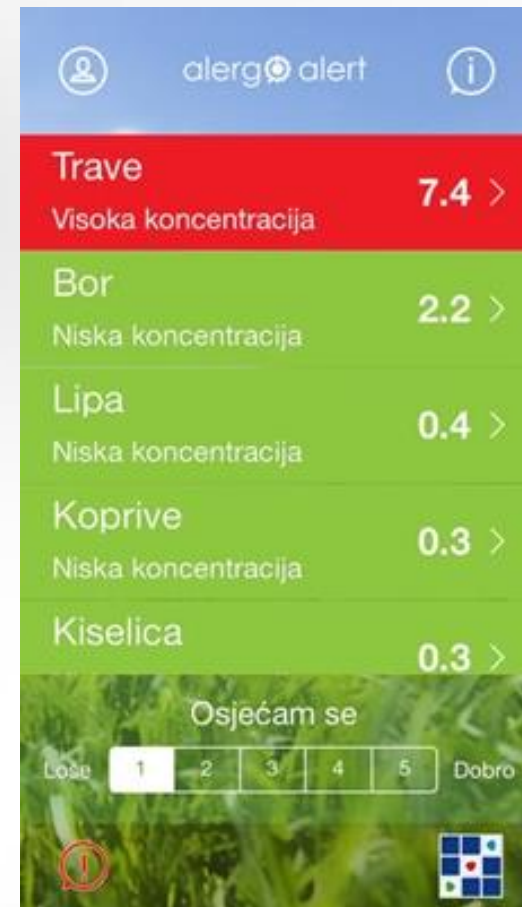 alergo alert
Trave
Visoka koncentracija
7.4
Bor
Niska koncentracija
2.2
Lipa
Niska koncentracija
0.4
Koprive
Niska koncentracija
0.3
Kiselica
0.3
Osjećam se
Loše 1 2 3 4 5 Dobro